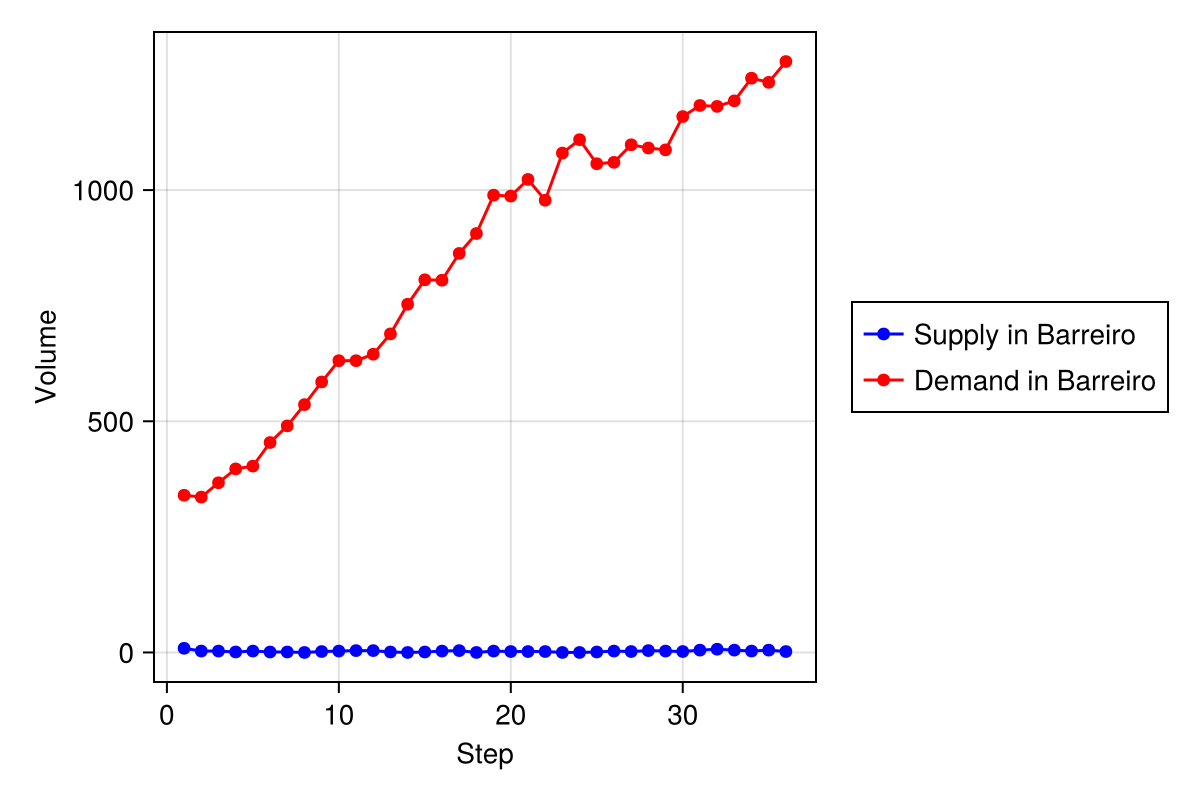 1000
500
0
Volume
0 10 20 30
Step
Supply in Barreiro
Demand in Barreiro